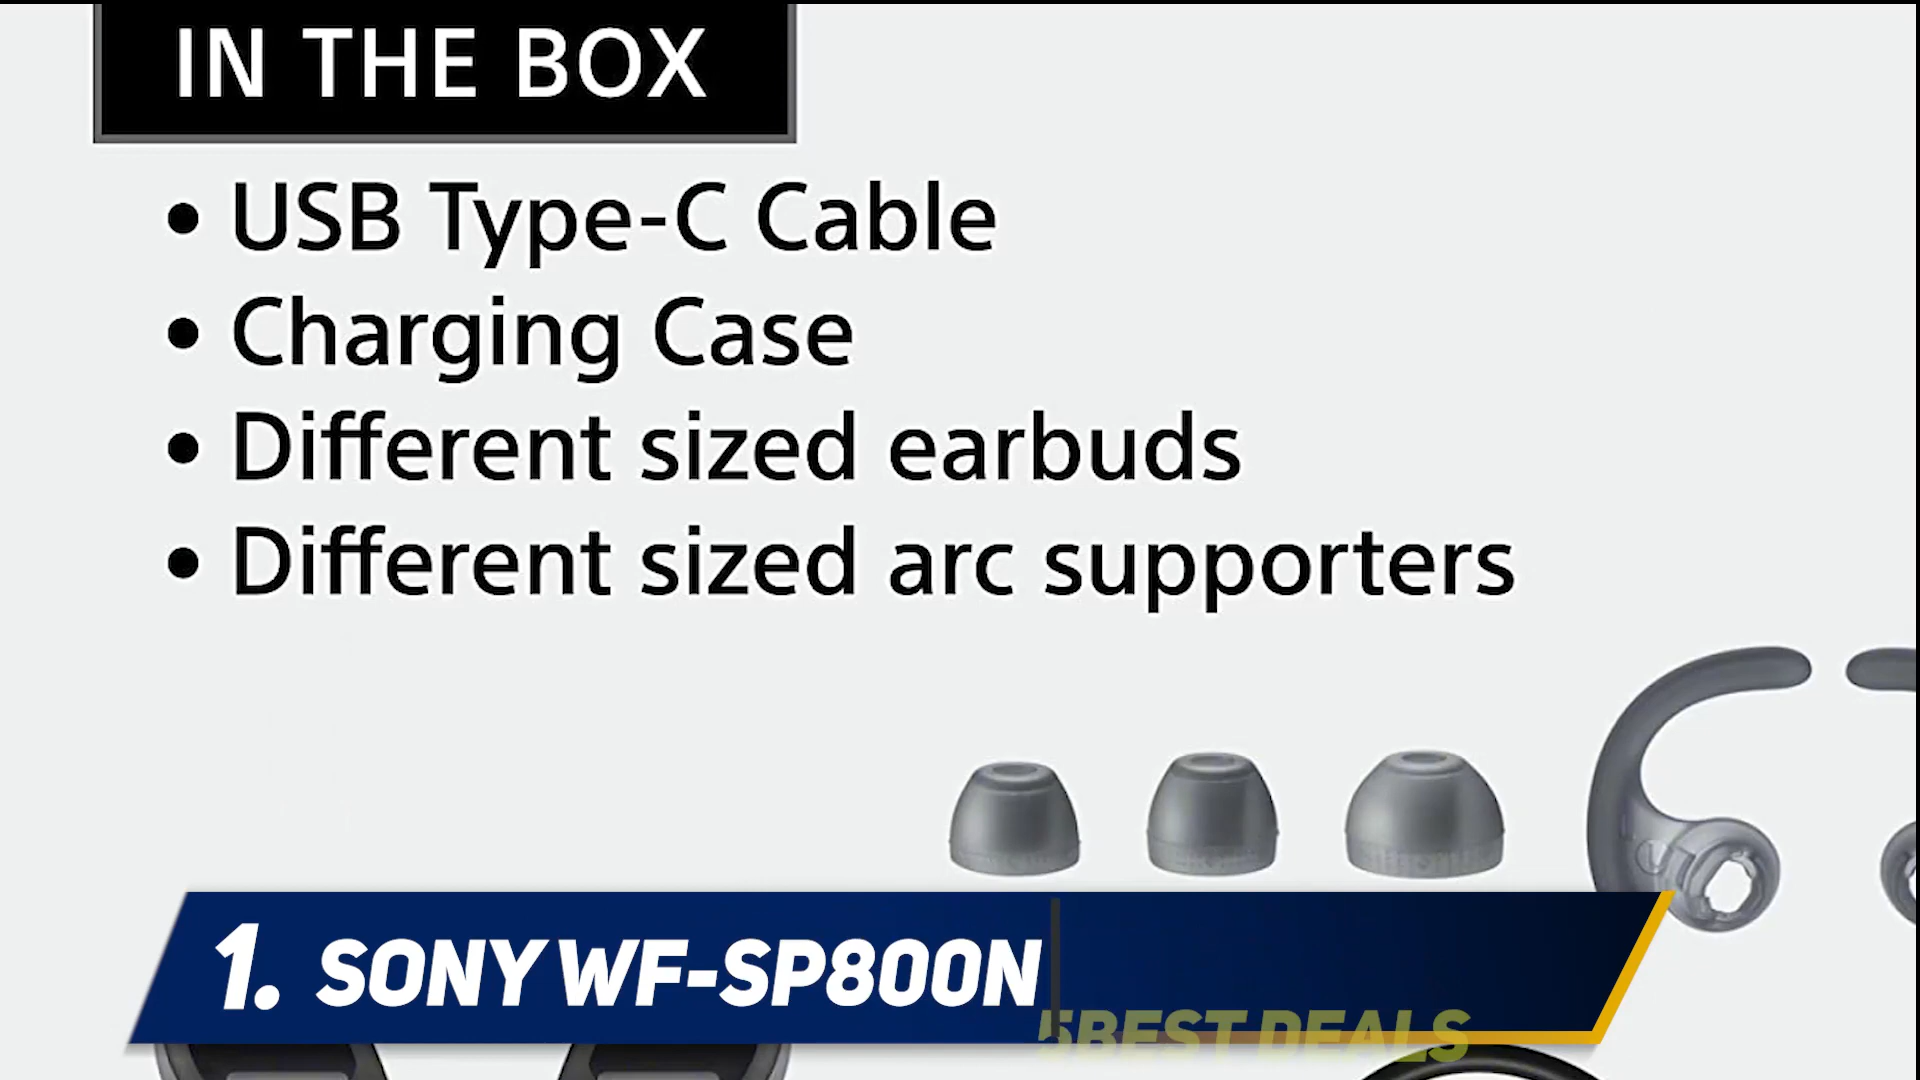 IN THE BOX
• USB Type-C Cable
• Charging Case
• Different sized earbuds
• Different sized arc supporters
1. SONY WF-SP800N
5BEST DEALS